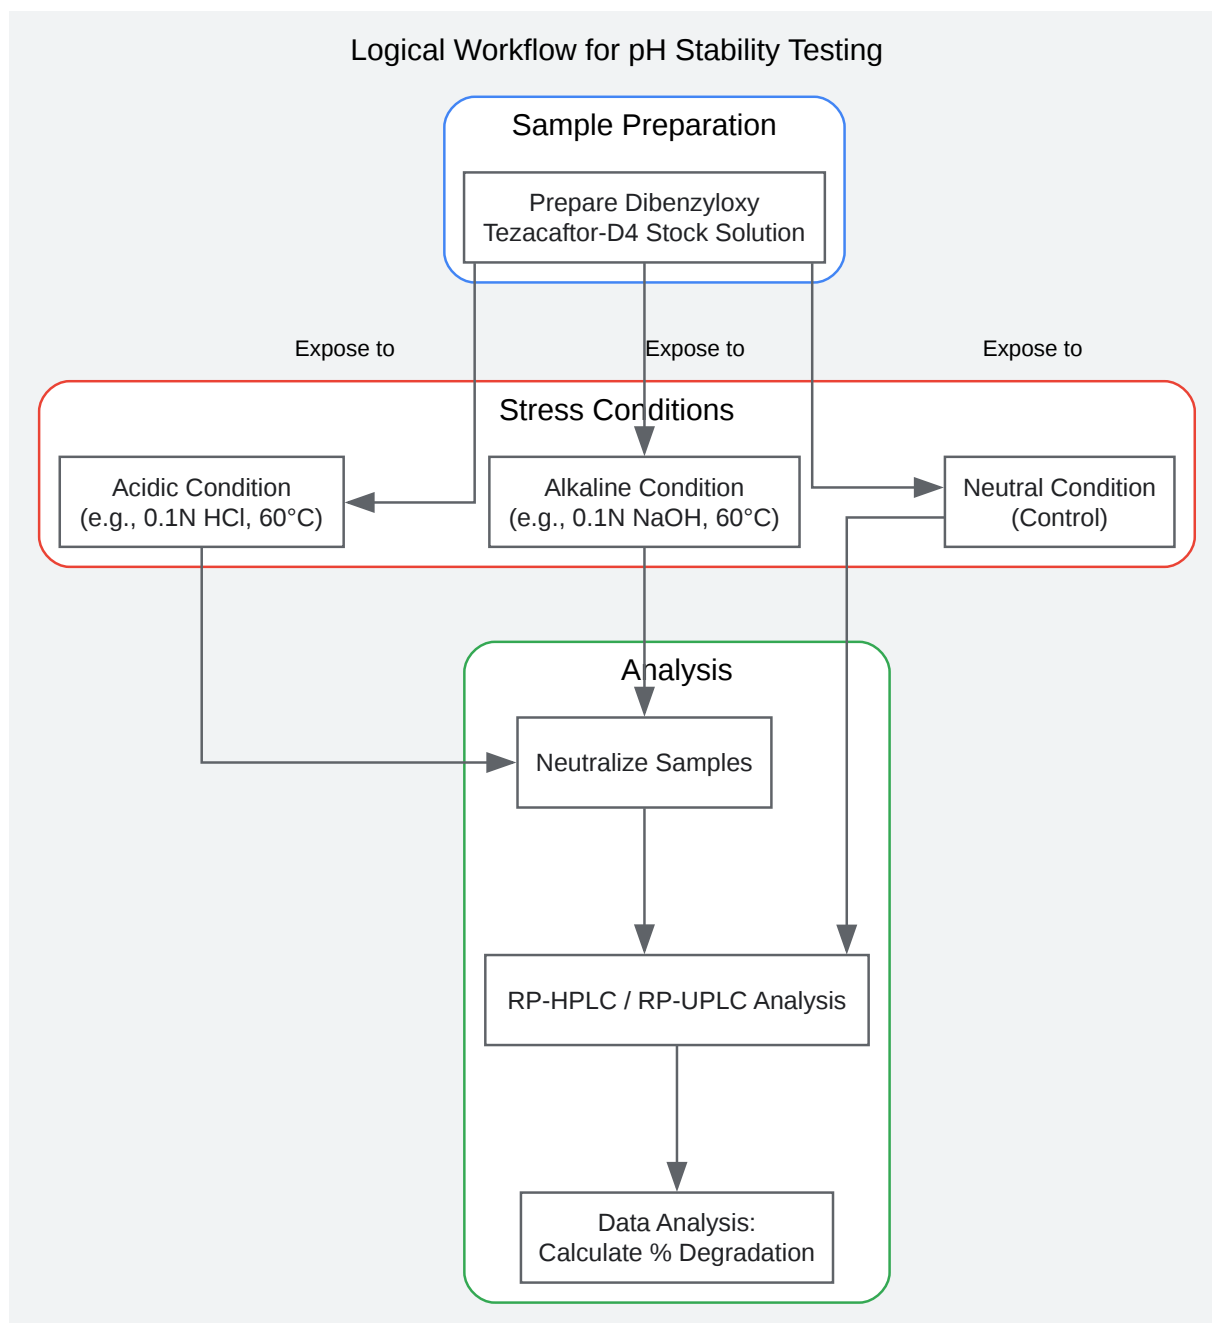 Logical Workflow for pH Stability Testing
Sample Preparation
Prepare Dibenzyloxy
Tezacaftor-D4 Stock Solution
Expose to
Expose to
Expose to
Stress Conditions
Acidic Condition
(e.g., 0.1N HCl, 60°C)
Alkaline Condition
(e.g., 0.1N NaOH, 60°C)
Neutral Condition
(Control)
Analysis
Neutralize Samples
RP-HPLC / RP-UPLC Analysis
Data Analysis:
Calculate % Degradation